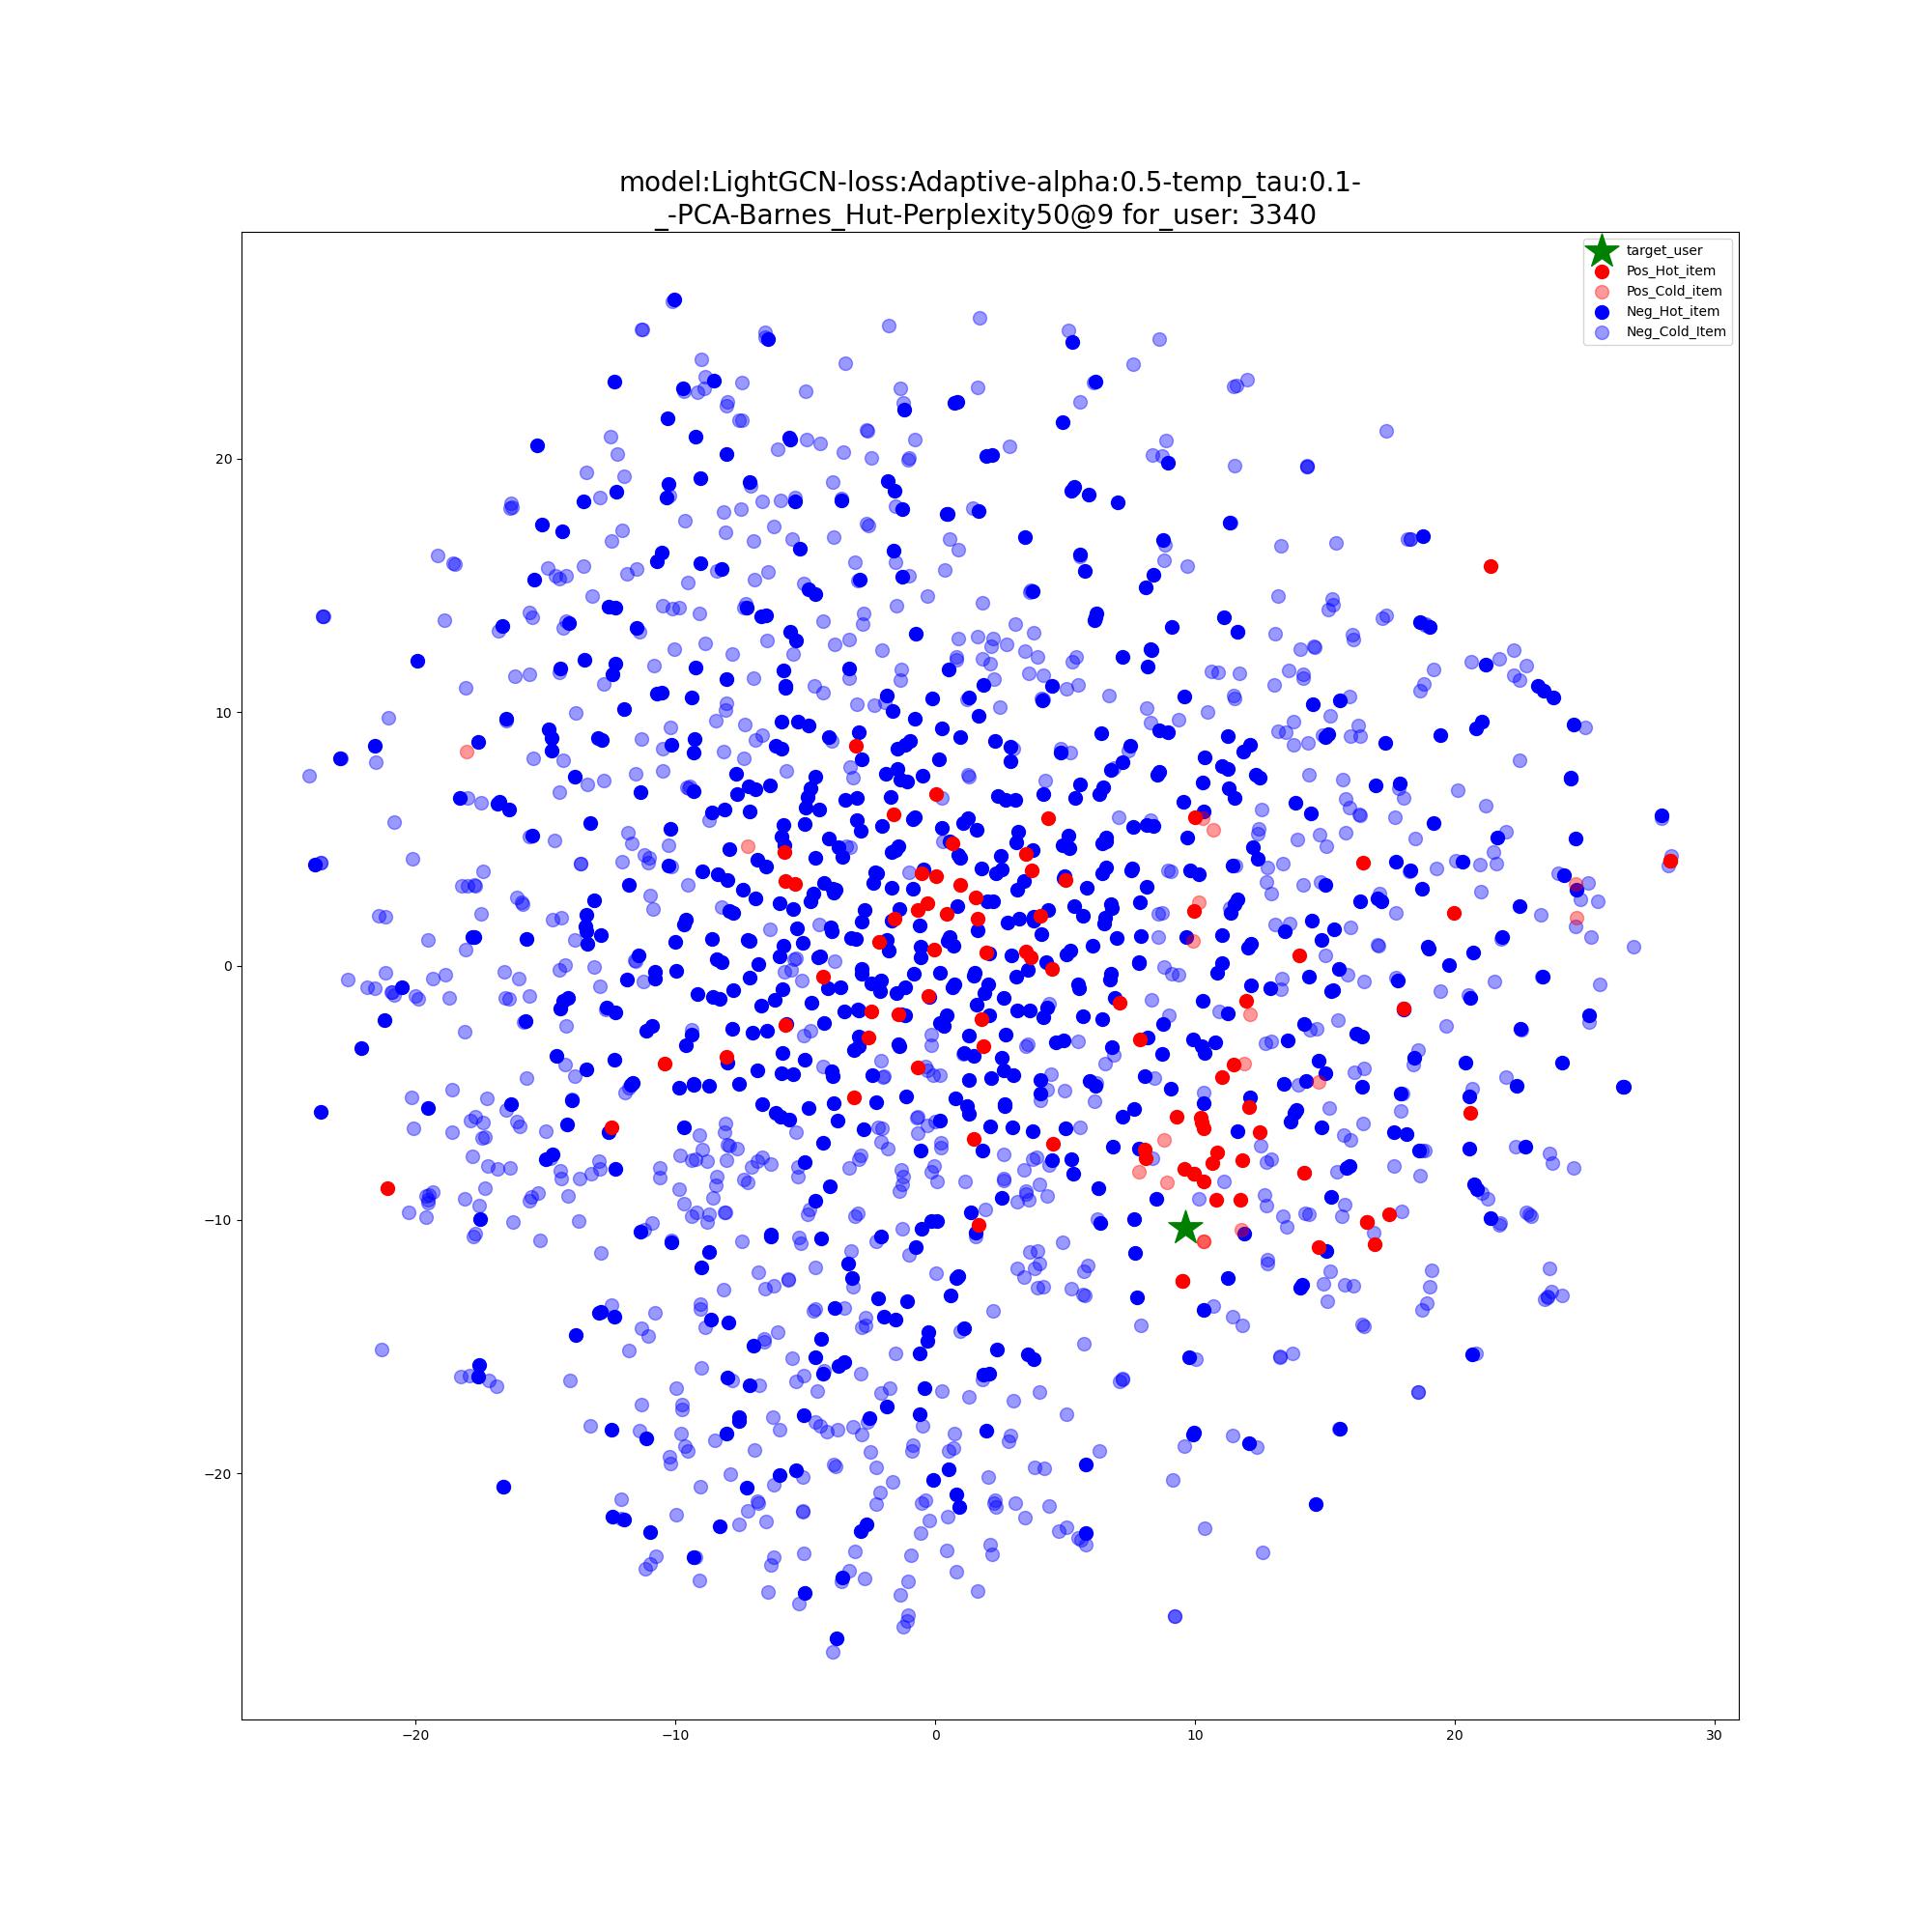 model:LightGCN-loss:Adaptive-alpha:0.5-temp_tau:0.1-
_-PCA-Barnes_Hut-Perplexity50@9 for_user: 3340
target_user
Pos_Hot_item
Pos_Cold_item
Neg_Hot_item
Neg_Cold_Item
20
10
0
−10
−20
−20
−10
0
10
20
30